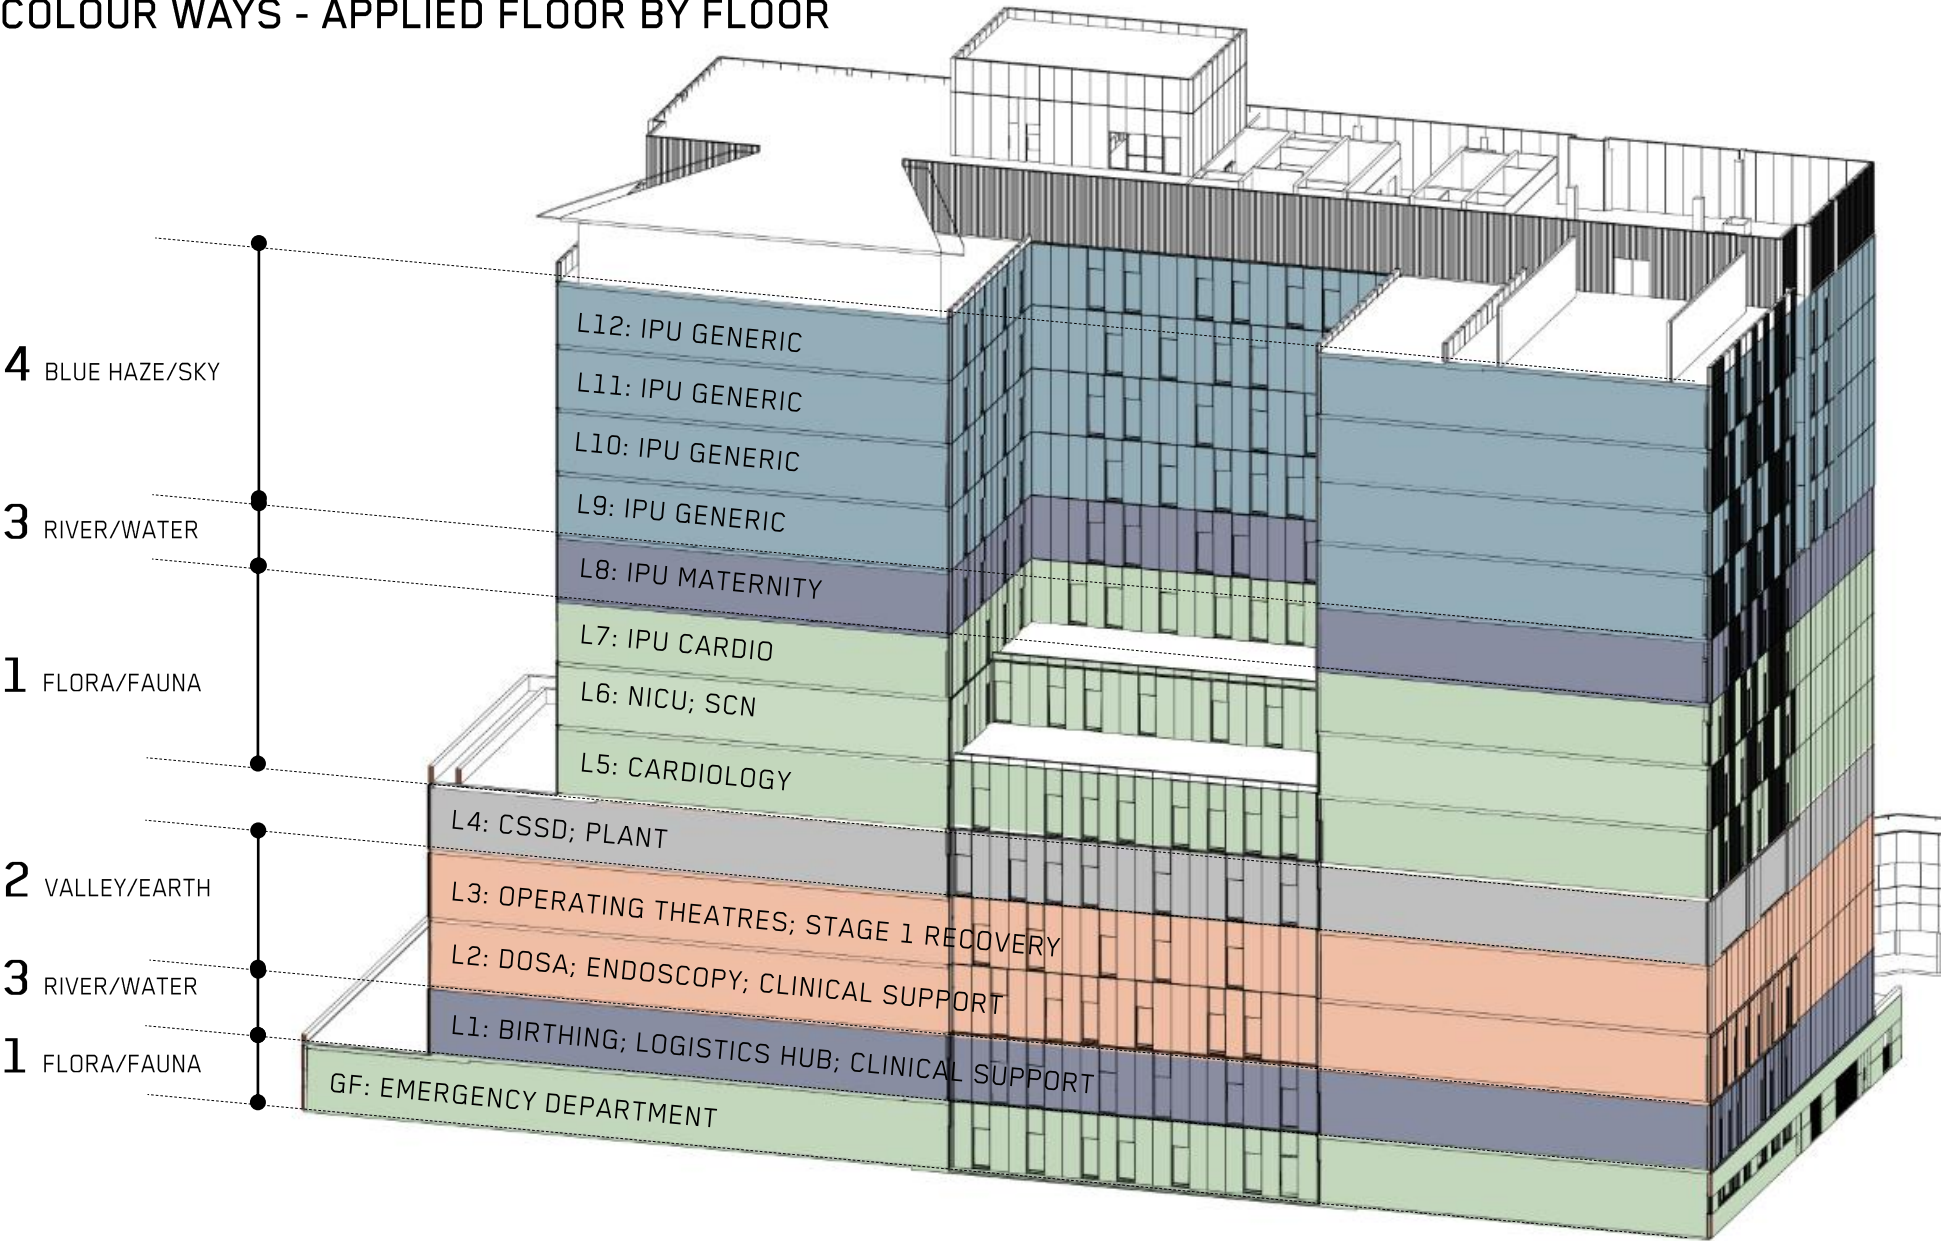 COLOUR WAYS - APPLIED FLOOR BY FLOOR
4 BLUE HAZE/SKY
3 RIVER/WATER
1 FLORA/FAUNA
2 VALLEY/EARTH
3 RIVER/WATER
1 FLORA/FAUNA
L12: IPU GENERIC
L11: IPU GENERIC
L10: IPU GENERIC
L9: IPU GENERIC
L8: IPU MATERNITY
L7: IPU CARDIO
L6: NICU; SCN
L5: CARDIOLOGY
L4: CSSD; PLANT
L3: OPERATING THEATRES; STAGE 1 RECOVERY
L2: DOSA; ENDOSCOPY; CLINICAL SUPPORT
L1: BIRTHING; LOGISTICS HUB; CLINICAL SUPPORT
GF: EMERGENCY DEPARTMENT